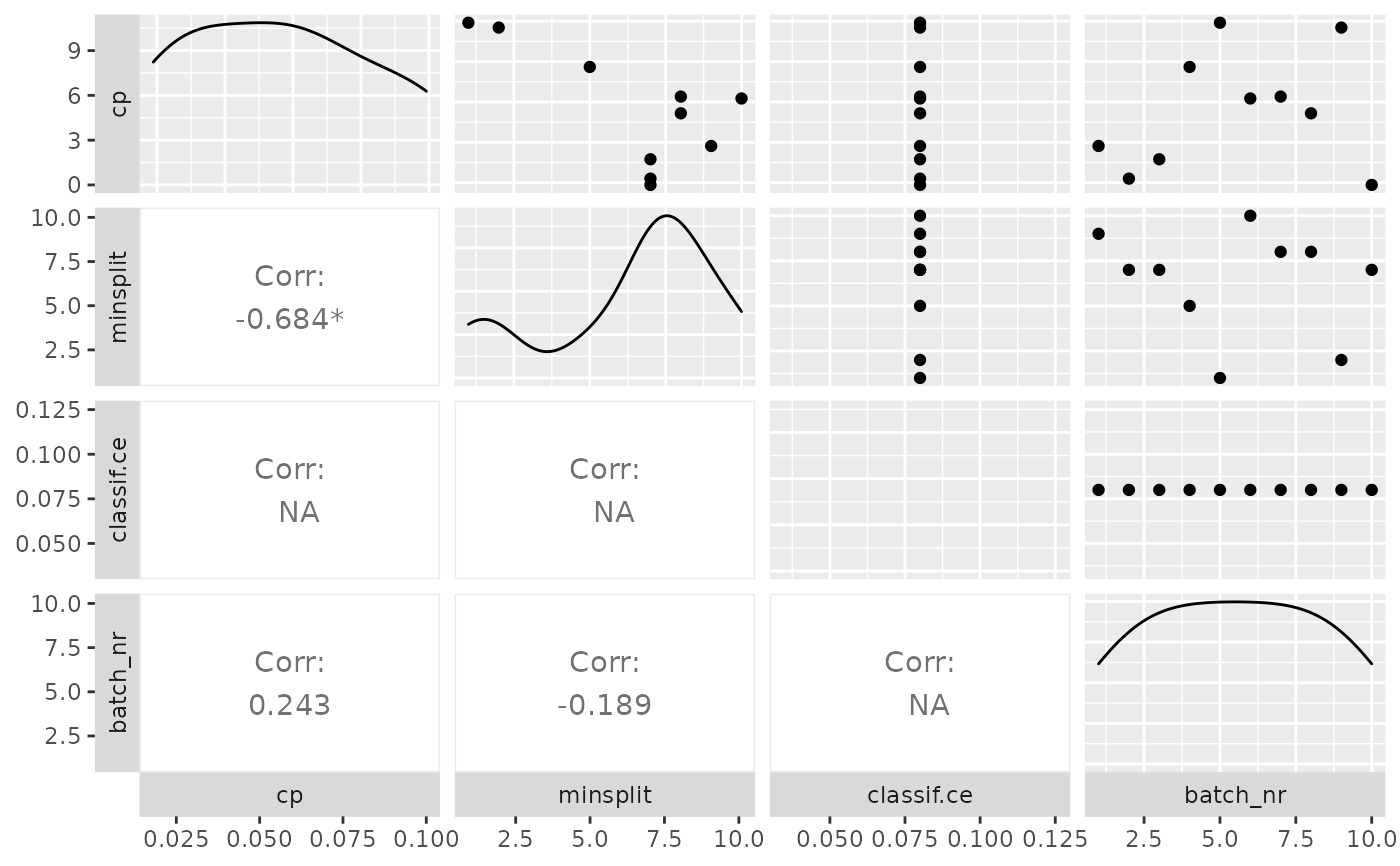 9
6
3
0
cp
10.0
7.5
5.0
2.5
minsplit
Corr:
-0.684*
0.125
0.100
0.075
0.050
classif.ce
Corr:
NA
Corr:
NA
10.0
7.5
5.0
2.5
batch_nr
Corr:
0.243
Corr:
-0.189
Corr:
NA
cp
minsplit
classif.ce
batch_nr
0.025 0.050 0.075 0.100
2.5 5.0 7.5 10.0
0.050 0.075 0.100 0.125
2.5 5.0 7.5 10.0